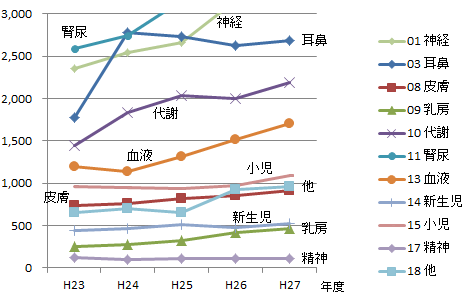 3,000
2,500
2,000
1,500
1,000
500
0
腎尿
神経
耳鼻
代謝
血液
小児
皮膚
他
新生児
乳房
精神
H23 H24 H25 H26 H27 年度
01 神経
03 耳鼻
08 皮膚
09 乳房
10 代謝
11 腎尿
13 血液
14 新生児
15 小児
17 精神
18 他